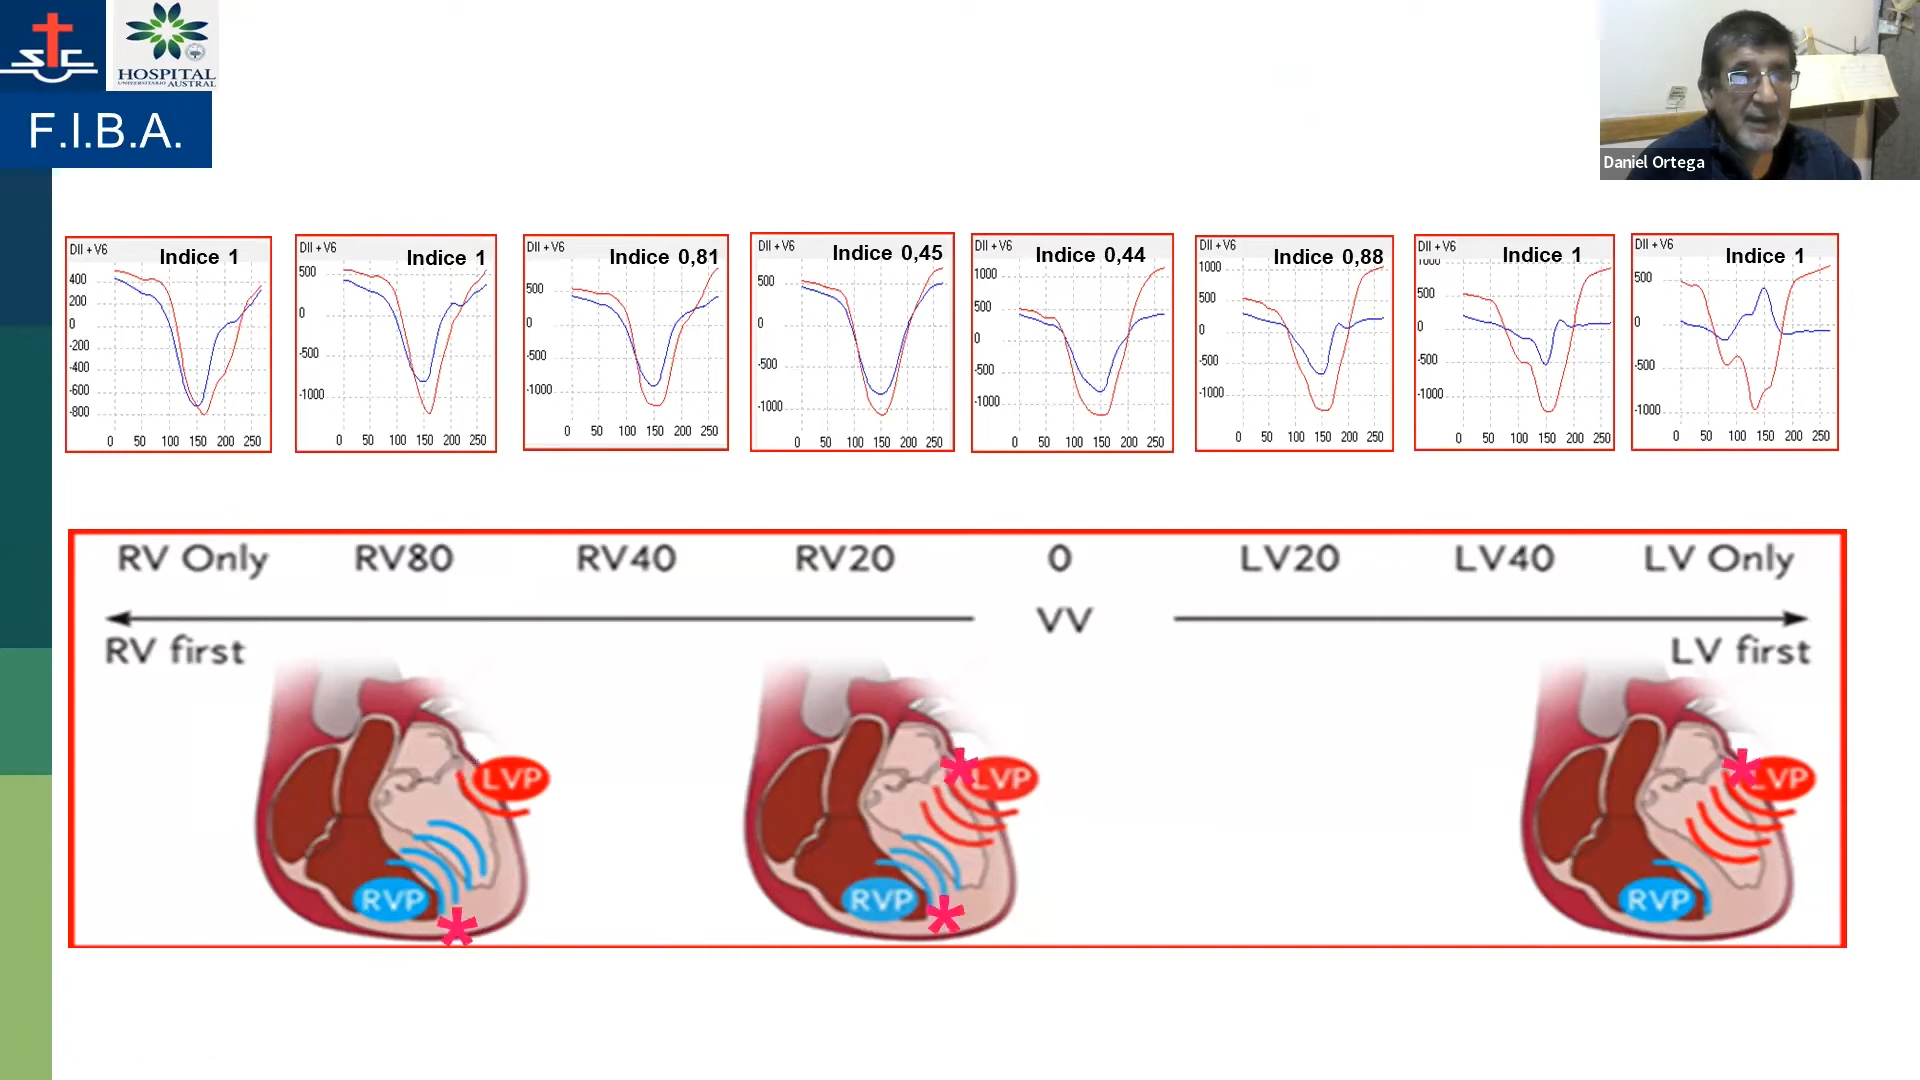 SIC
HOSPITAL
UNIVERSITARIO AUSTRAL
F.I.B.A.
Daniel Ortega
DII + V6
Indice 1
400
200
0
-200
-400
-600
-800
0 50 100 150 200 250
DII + V6
Indice 1
500
0
-500
-1000
0 50 100 150 200 250
DII + V6
Indice 0,81
500
0
-500
-1000
0 50 100 150 200 250
DII + V6
Indice 0,45
500
0
-500
-1000
0 50 100 150 200 250
DII + V6
Indice 0,44
1000
500
0
-500
-1000
0 50 100 150 200 250
DII + V6
Indice 0,88
1000
500
0
-500
-1000
0 50 100 150 200 250
DII + V6
Indice 1
1000
500
0
-500
-1000
0 50 100 150 200 250
DII + V6
Indice 1
500
0
-500
-1000
0 50 100 150 200 250
RV Only RV80 RV40 RV20 0 LV20 LV40 LV Only
VV
RV first LV first
LVP LVP LVP
RVP RVP RVP